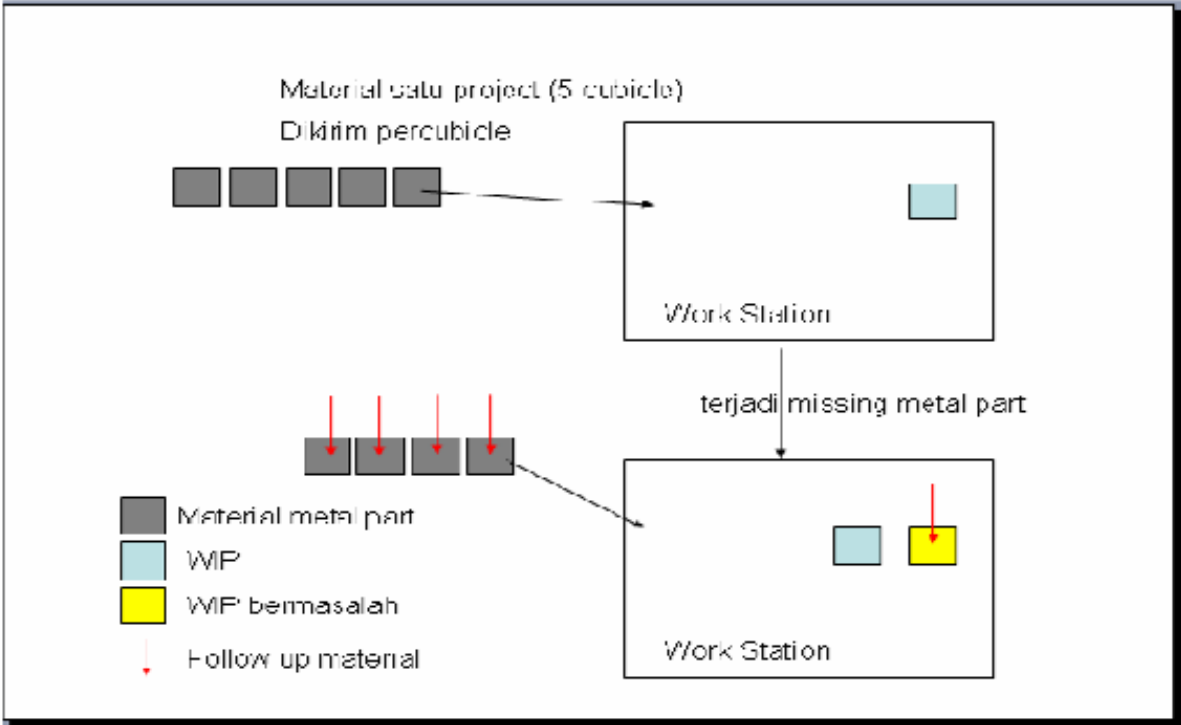 Material satu project (5 cubicle)
Dikirim percubicle
Work Station
terjadi missing metal part
Material metal part
WIP
WIP bermasalah
Follow up material
Work Station